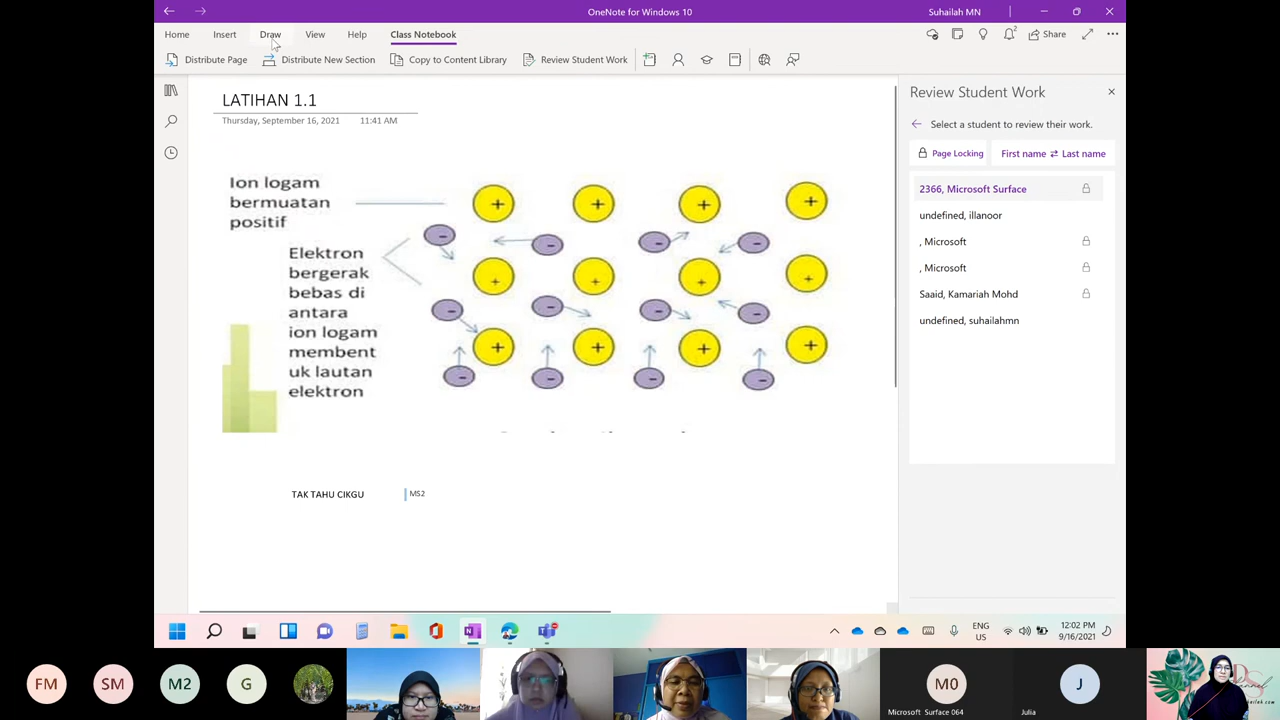 OneNote for Windows 10
Suhailah MN
Home Insert Draw View Help Class Notebook
Share
Distribute Page Distribute New Section Copy to Content Library Review Student Work
LATIHAN 1.1
Thursday, September 16, 2021 11:41 AM
Ion logam
bermuatan
positif
Elektron
bergerak
bebas di
antara
ion logam
membent
uk lautan
elektron
TAK TAHU CIKGU
MS2
Review Student Work
Select a student to review their work.
Page Locking First name ⇄ Last name
2366, Microsoft Surface
undefined, illanoor
, Microsoft
, Microsoft
Saaid, Kamariah Mohd
undefined, suhailahmn
ENG
US
12:02 PM
9/16/2021
FM
SM
M2
G
M0
Microsoft Surface 064
J
Julia